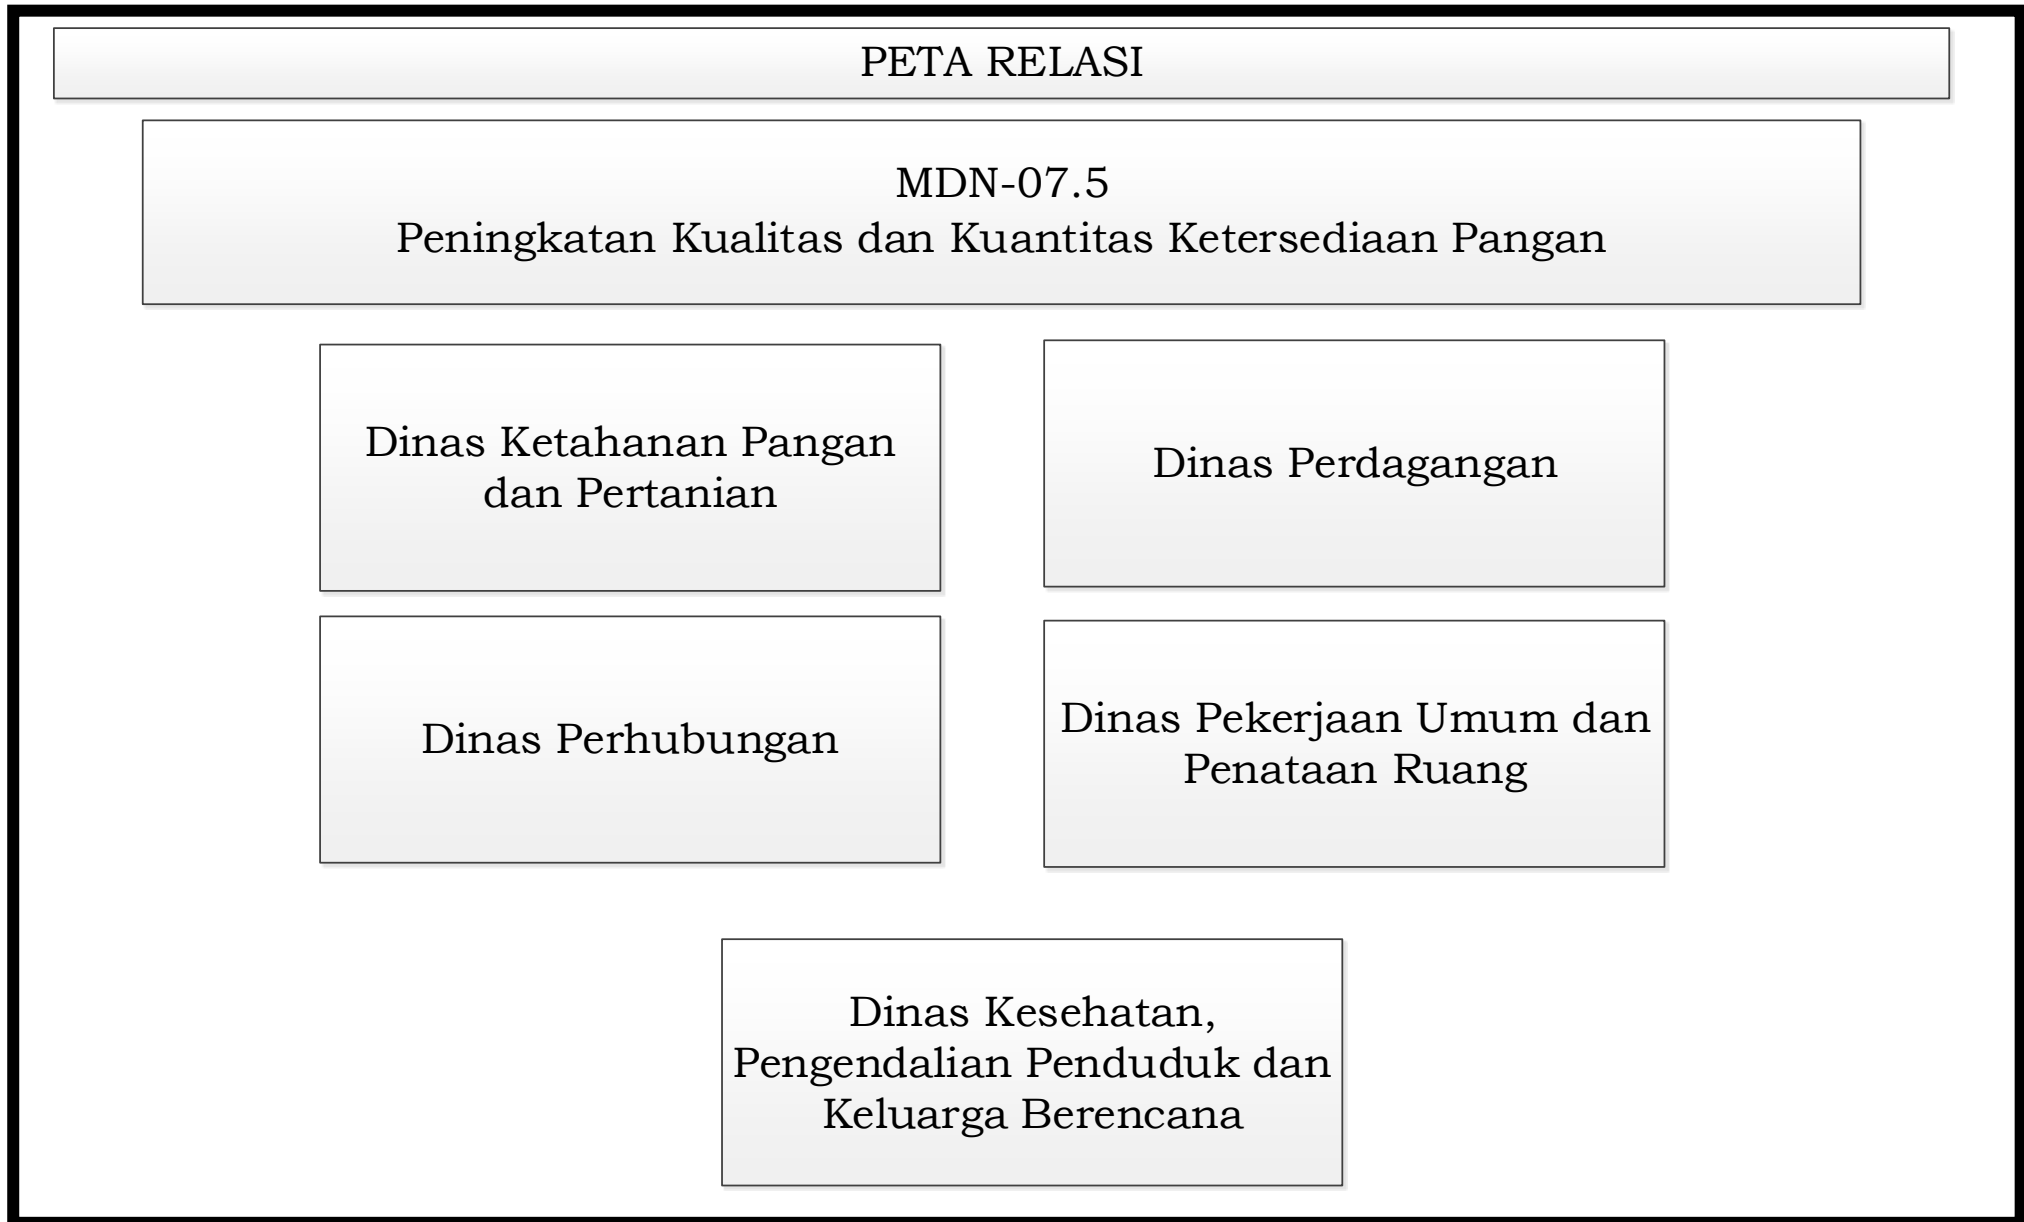 PETA RELASI
MDN-07.5
Peningkatan Kualitas dan Kuantitas Ketersediaan Pangan
Dinas Ketahanan Pangan
dan Pertanian
Dinas Perdagangan
Dinas Perhubungan
Dinas Pekerjaan Umum dan
Penataan Ruang
Dinas Kesehatan,
Pengendalian Penduduk dan
Keluarga Berencana